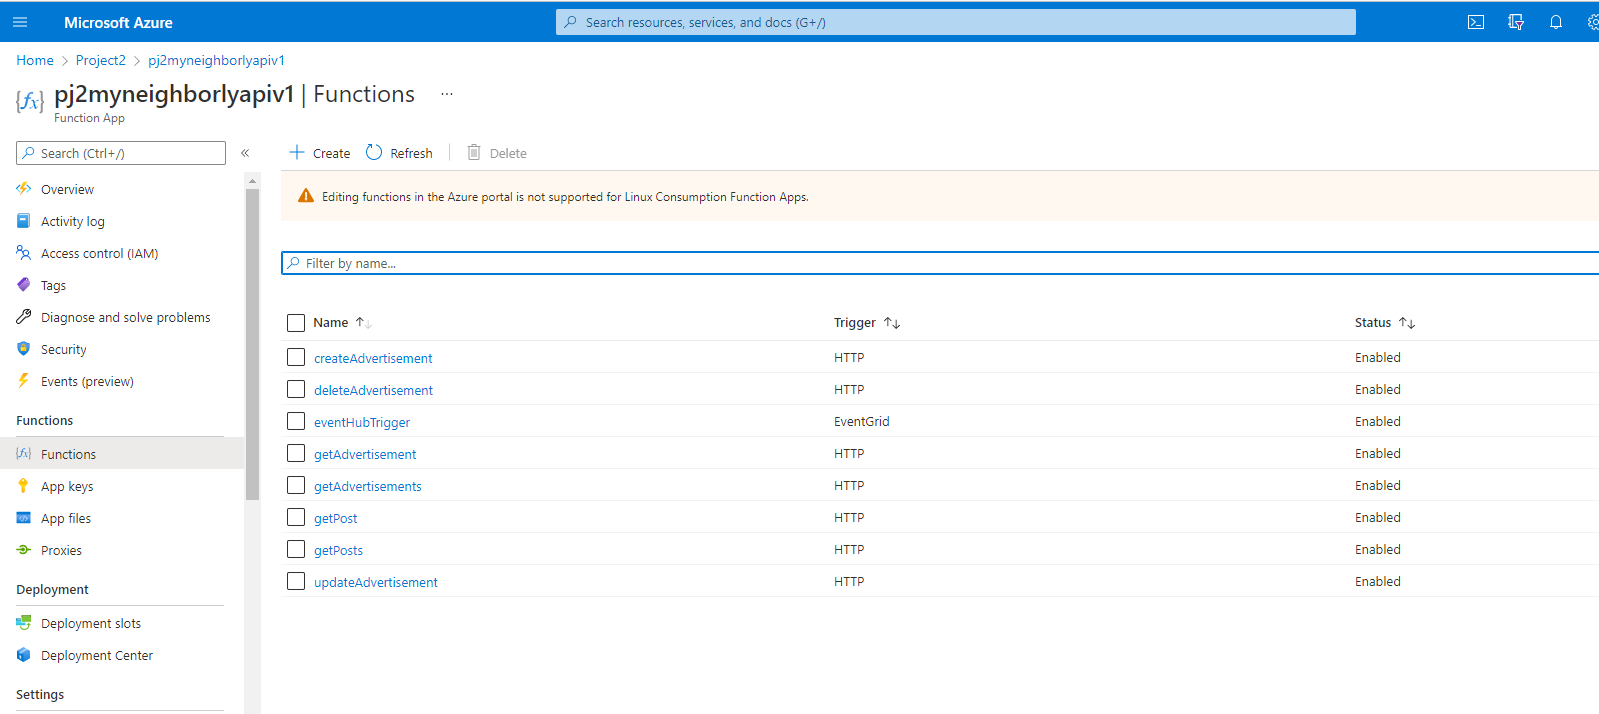 Microsoft Azure
Search resources, services, and docs (G+/)
Home > Project2 > pj2myneighborlyapiv1
pj2myneighborlyapiv1 | Functions ...
Function App
Search (Ctrl+/)
«
Create
Refresh
Delete
Overview
Activity log
Access control (IAM)
Tags
Diagnose and solve problems
Security
Events (preview)
Functions
Functions
App keys
App files
Proxies
Deployment
Deployment slots
Deployment Center
Settings
Editing functions in the Azure portal is not supported for Linux Consumption Function Apps.
Filter by name...
Name Trigger Status
createAdvertisement HTTP Enabled
deleteAdvertisement HTTP Enabled
eventHubTrigger EventGrid Enabled
getAdvertisement HTTP Enabled
getAdvertisements HTTP Enabled
getPost HTTP Enabled
getPosts HTTP Enabled
updateAdvertisement HTTP Enabled